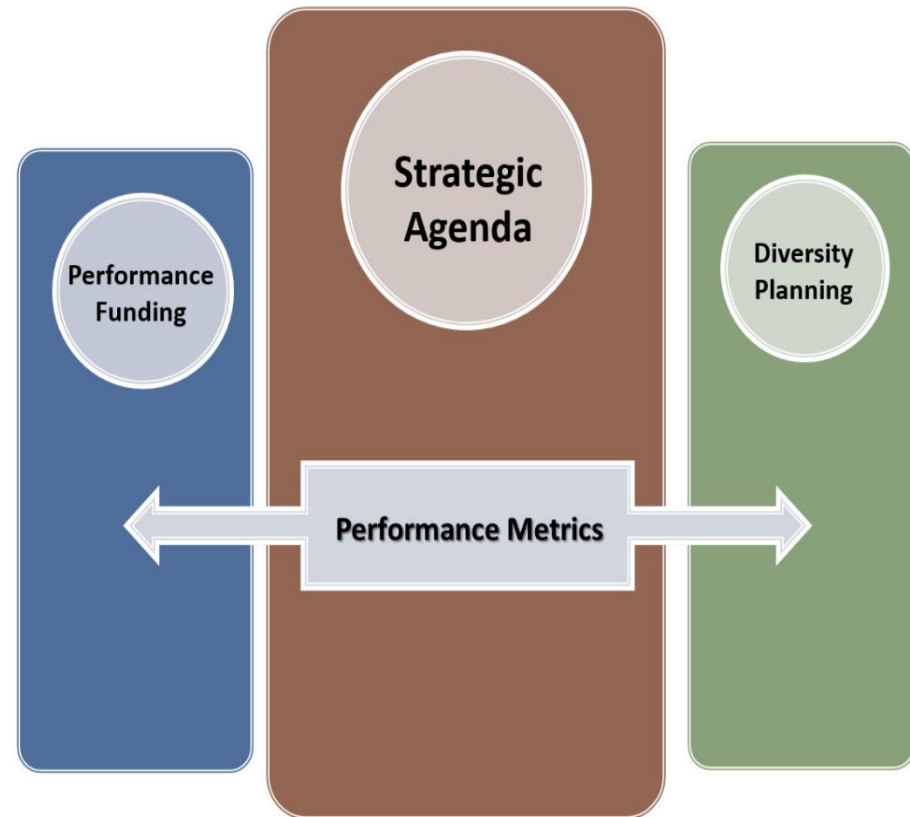 Strategic
Agenda
Performance
Funding
Diversity
Planning
Performance Metrics